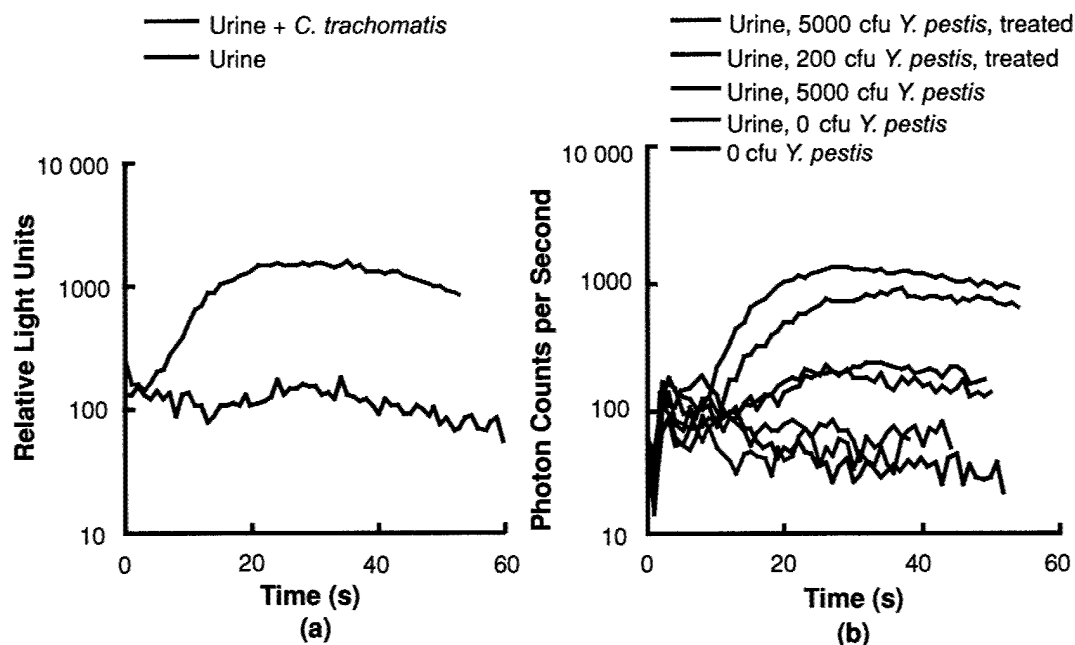 Urine + C. trachomatis
Urine
10 000
1000
100
10
Relative Light Units
0
20
40
60
Time (s)
(a)
Urine, 5000 cfu Y. pestis, treated
Urine, 200 cfu Y. pestis, treated
Urine, 5000 cfu Y. pestis
Urine, 0 cfu Y. pestis
0 cfu Y. pestis
10 000
1000
100
10
Photon Counts per Second
0
20
40
60
Time (s)
(b)